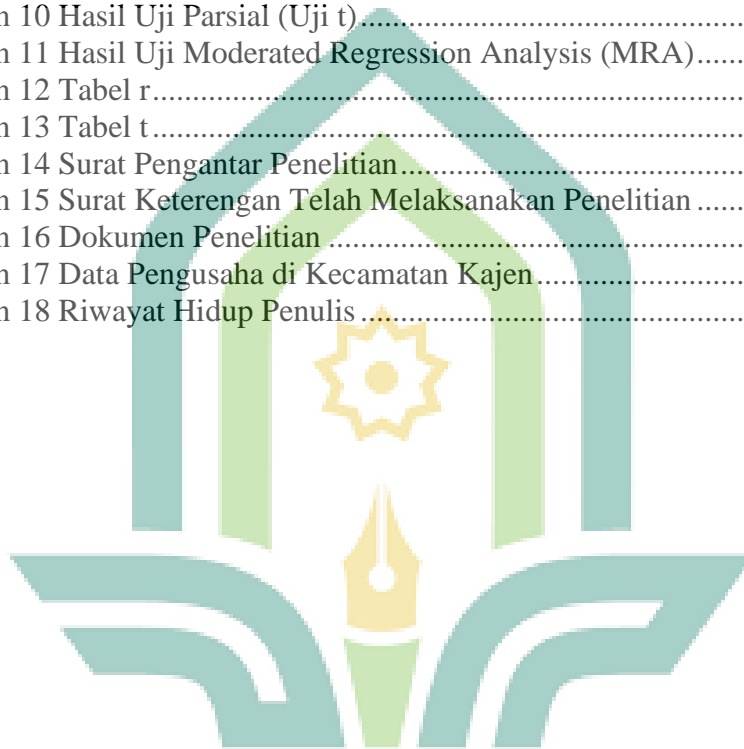 n 10 Hasil Uji Parsial (Uji t)........................................................
n 11 Hasil Uji Moderated Regression Analysis (MRA).......
n 12 Tabel r.....................................................................................
n 13 Tabel t.....................................................................................
n 14 Surat Pengantar Penelitian..................................................
n 15 Surat Keterengan Telah Melaksanakan Penelitian .......
n 16 Dokumen Penelitian ............................................................
n 17 Data Pengusaha di Kecamatan Kajen..............................
n 18 Riwayat Hidup Penulis .......................................................